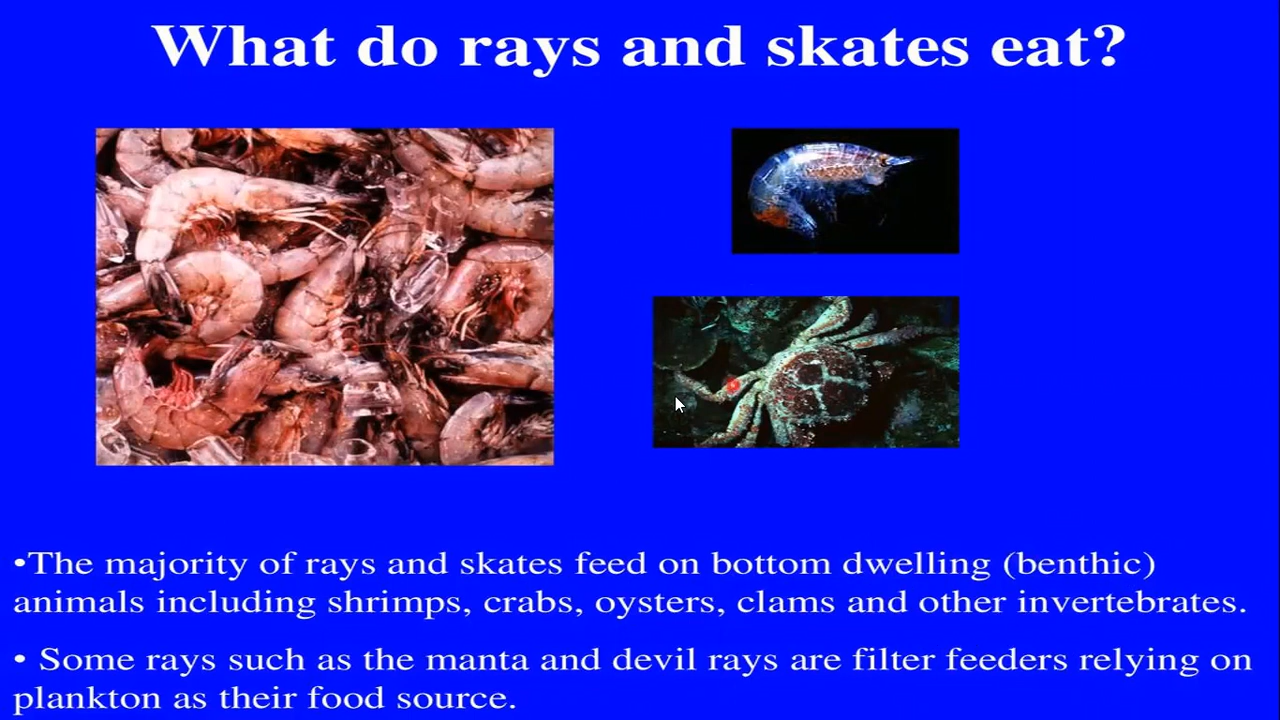 What do rays and skates eat?
•The majority of rays and skates feed on bottom dwelling (benthic)
animals including shrimps, crabs, oysters, clams and other invertebrates.
• Some rays such as the manta and devil rays are filter feeders relying on
plankton as their food source.